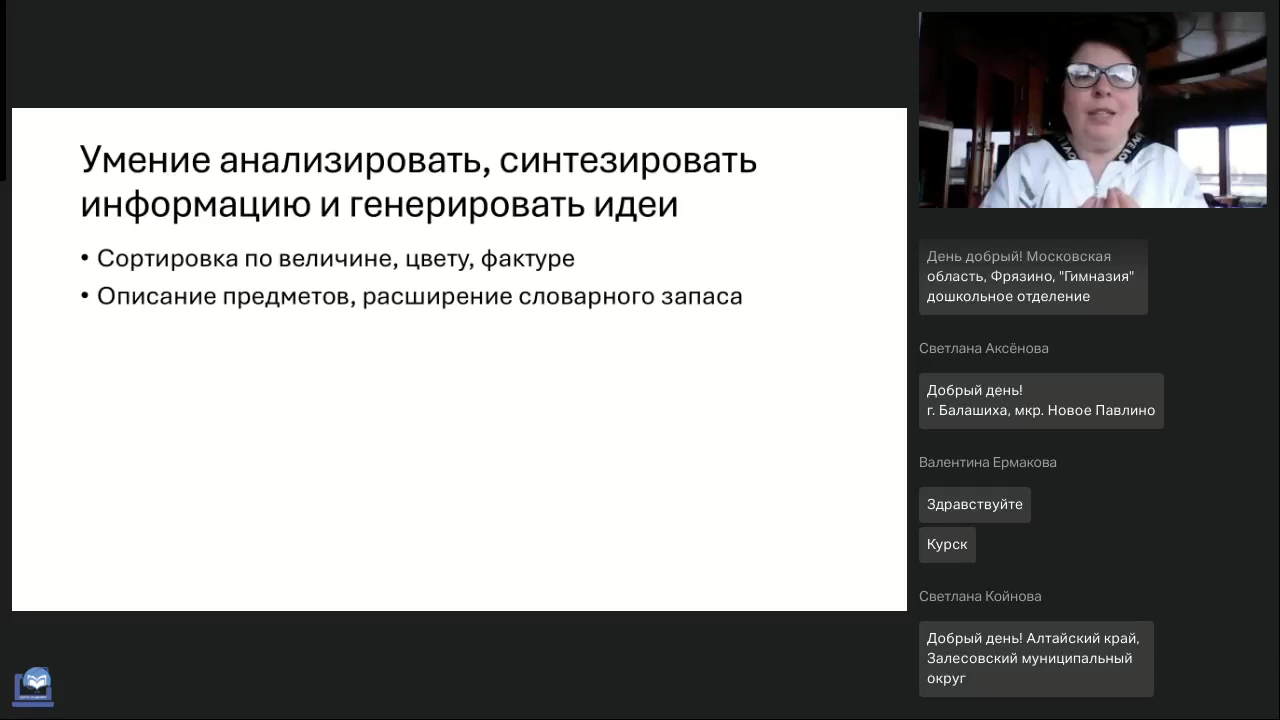 Умение анализировать, синтезировать
информацию и генерировать идеи
• Сортировка по величине, цвету, фактуре
• Описание предметов, расширение словарного запаса
День добрый! Московская
область, Фрязино, "Гимназия"
дошкольное отделение
Светлана Аксёнова
Добрый день!
г. Балашиха, мкр. Новое Павлино
Валентина Ермакова
Здравствуйте
Курск
Светлана Койнова
Добрый день! Алтайский край,
Залесовский муниципальный
округ